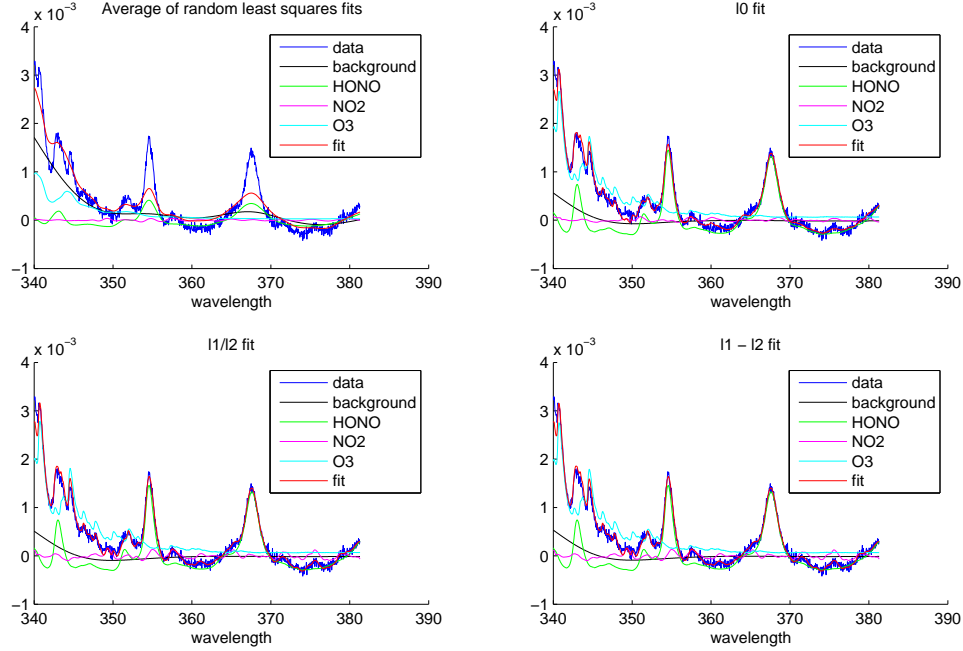 Average of random least squares fits
x 10⁻³
4
3
2
1
0
−1
340 350 360 370 380 390
wavelength
data
background
HONO
NO2
O3
fit
l0 fit
x 10⁻³
4
3
2
1
0
−1
340 350 360 370 380 390
wavelength
data
background
HONO
NO2
O3
fit
l1/l2 fit
x 10⁻³
4
3
2
1
0
−1
340 350 360 370 380 390
wavelength
data
background
HONO
NO2
O3
fit
l1 − l2 fit
x 10⁻³
4
3
2
1
0
−1
340 350 360 370 380 390
wavelength
data
background
HONO
NO2
O3
fit